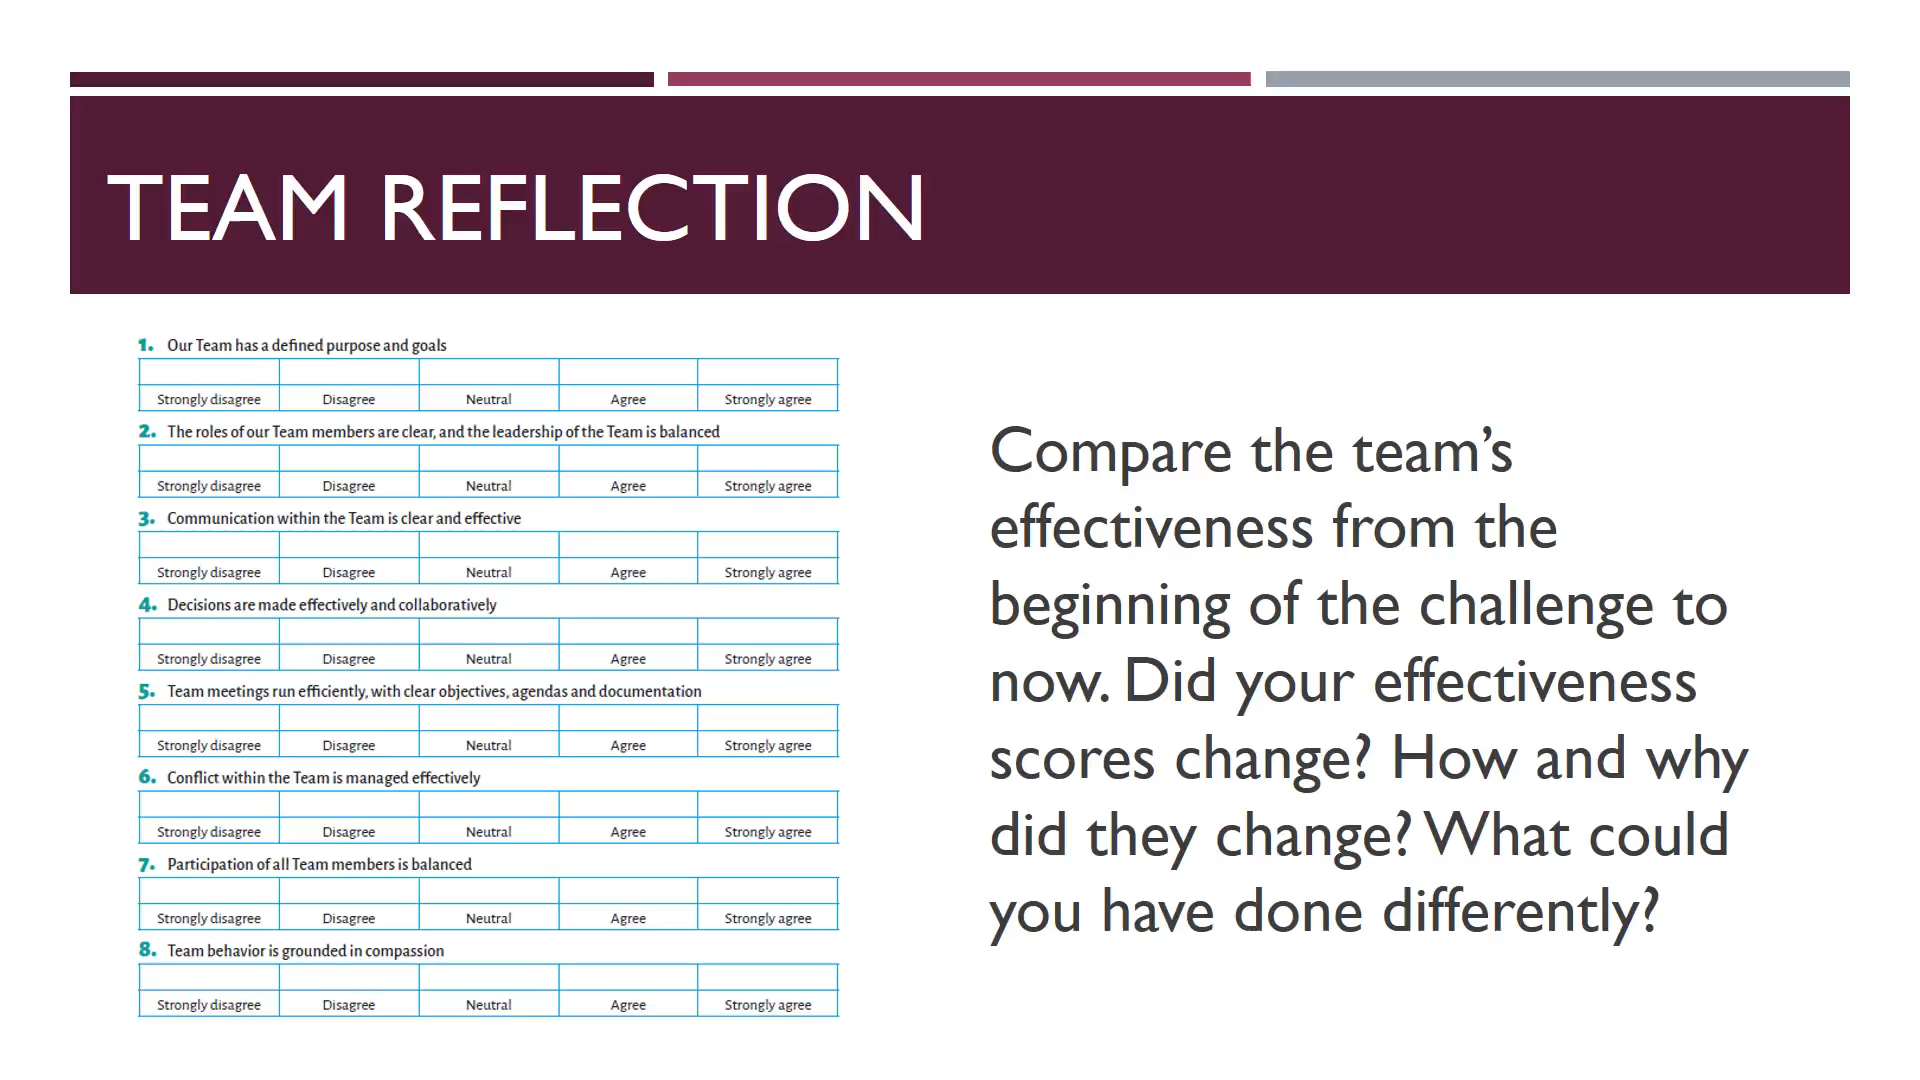 TEAM REFLECTION
1. Our Team has a defined purpose and goals
Strongly disagree Disagree Neutral Agree Strongly agree
2. The roles of our Team members are clear, and the leadership of the Team is balanced
Strongly disagree Disagree Neutral Agree Strongly agree
3. Communication within the Team is clear and effective
Strongly disagree Disagree Neutral Agree Strongly agree
4. Decisions are made effectively and collaboratively
Strongly disagree Disagree Neutral Agree Strongly agree
5. Team meetings run efficiently, with clear objectives, agendas and documentation
Strongly disagree Disagree Neutral Agree Strongly agree
6. Conflict within the Team is managed effectively
Strongly disagree Disagree Neutral Agree Strongly agree
7. Participation of all Team members is balanced
Strongly disagree Disagree Neutral Agree Strongly agree
8. Team behavior is grounded in compassion
Strongly disagree Disagree Neutral Agree Strongly agree
Compare the team’s
effectiveness from the
beginning of the challenge to
now. Did your effectiveness
scores change? How and why
did they change? What could
you have done differently?